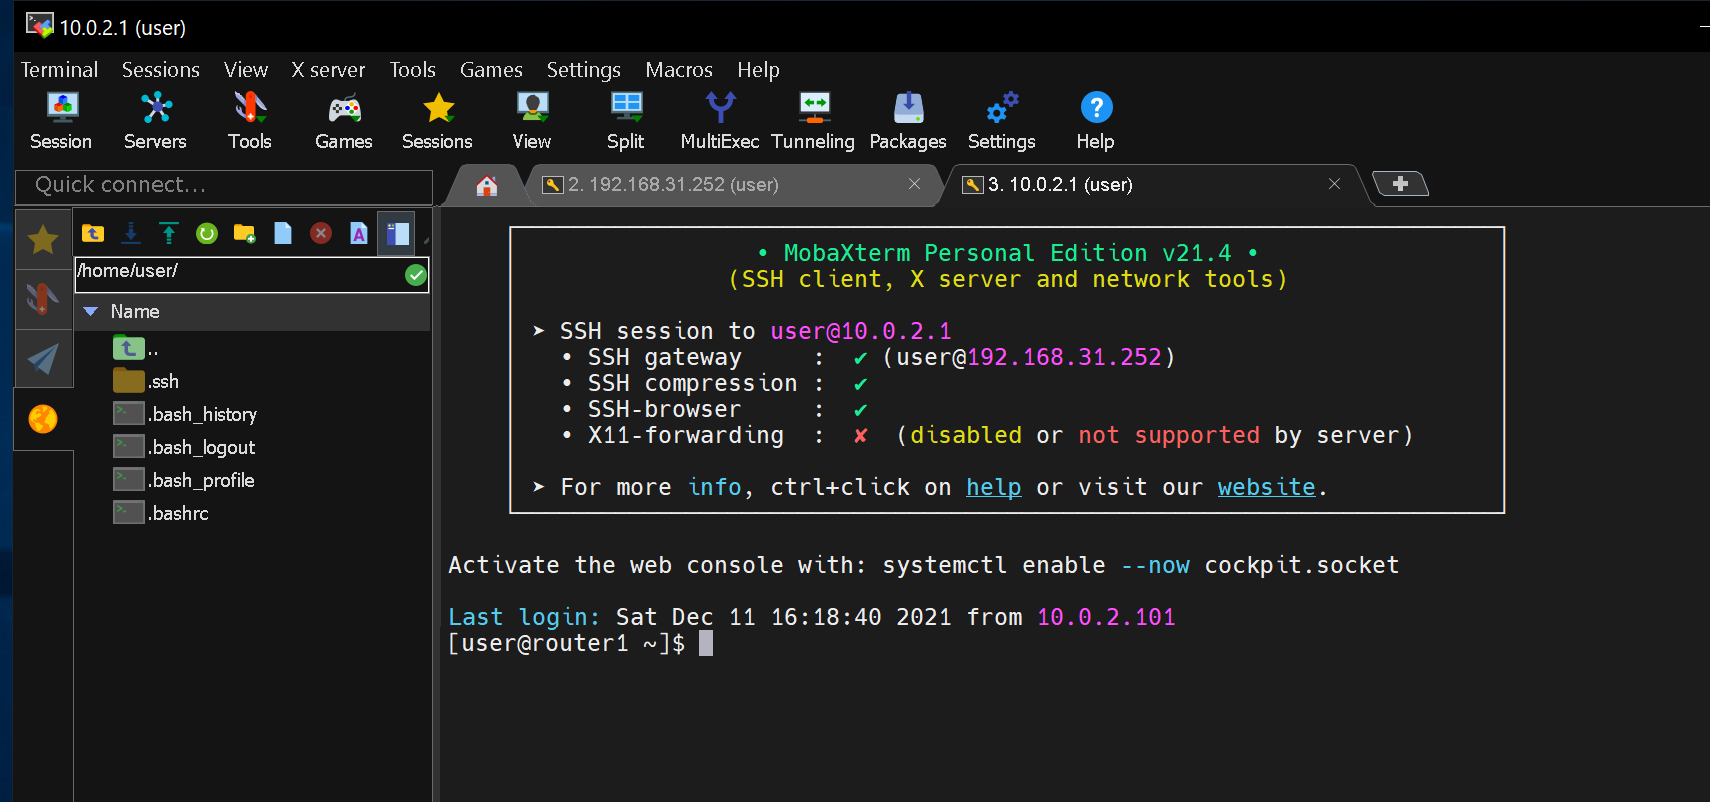 10.0.2.1 (user)
Terminal Sessions View X server Tools Games Settings Macros Help
Session Servers Tools Games Sessions View Split MultiExec Tunneling Packages Settings Help
Quick connect...
2. 192.168.31.252 (user)
3. 10.0.2.1 (user)
/home/user/
Name
..
.ssh
.bash_history
.bash_logout
.bash_profile
.bashrc
• MobaXterm Personal Edition v21.4 •
(SSH client, X server and network tools)
➤ SSH session to user@10.0.2.1
• SSH gateway : ✔ (user@192.168.31.252)
• SSH compression : ✔
• SSH-browser : ✔
• X11-forwarding : ✘ (disabled or not supported by server)
➤ For more info, ctrl+click on help or visit our website.
Activate the web console with: systemctl enable --now cockpit.socket
Last login: Sat Dec 11 16:18:40 2021 from 10.0.2.101
[user@router1 ~]$